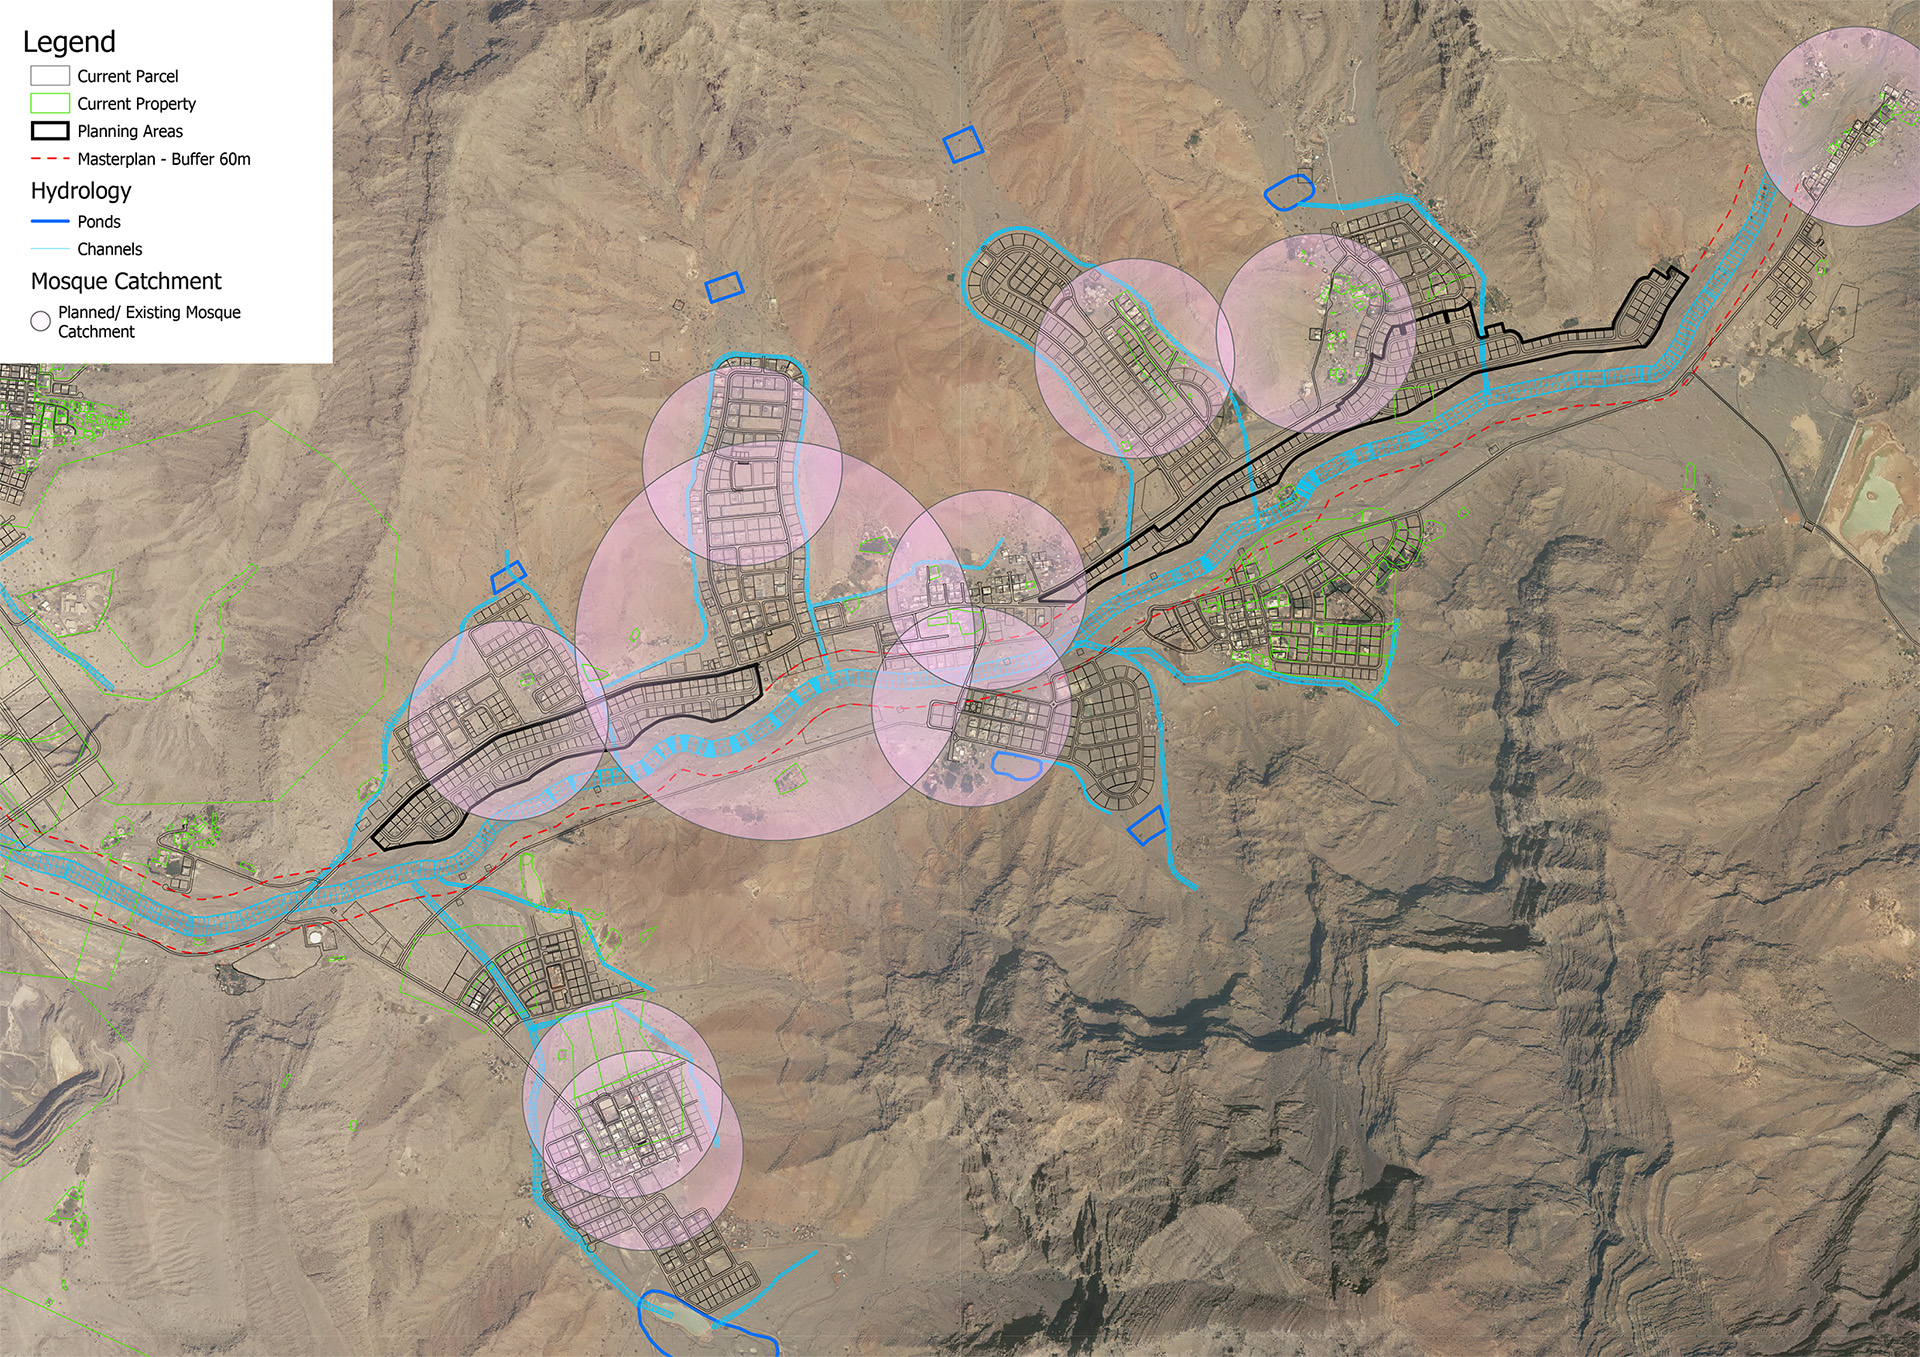 Legend
Current Parcel
Current Property
Planning Areas
Masterplan - Buffer 60m
Hydrology
Ponds
Channels
Mosque Catchment
Planned/ Existing Mosque
Catchment